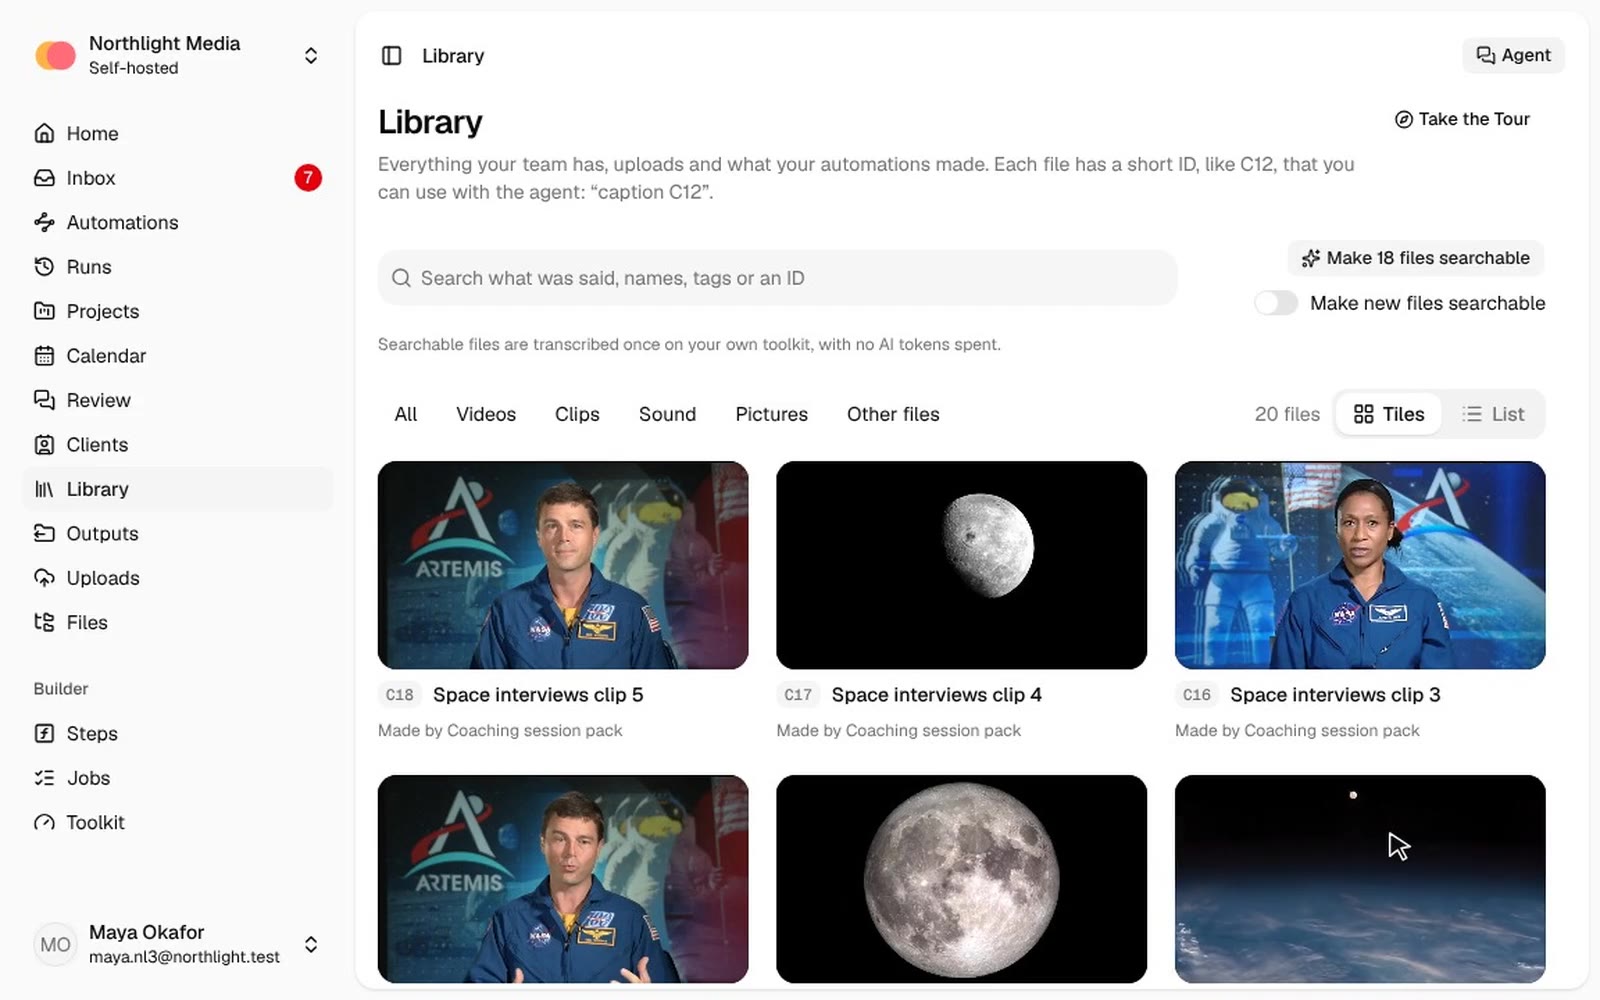 Northlight Media
Self-hosted
Home
Inbox
7
Automations
Runs
Projects
Calendar
Review
Clients
Library
Outputs
Uploads
Files
Builder
Steps
Jobs
Toolkit
MO
Maya Okafor
maya.nl3@northlight.test
Library
Agent
Library
Take the Tour
Everything your team has, uploads and what your automations made. Each file has a short ID, like C12, that you
can use with the agent: “caption C12”.
Search what was said, names, tags or an ID
Make 18 files searchable
Make new files searchable
Searchable files are transcribed once on your own toolkit, with no AI tokens spent.
All
Videos
Clips
Sound
Pictures
Other files
20 files
Tiles
List
ARTEMIS
NASA
NASA
C18 Space interviews clip 5
Made by Coaching session pack
C17 Space interviews clip 4
Made by Coaching session pack
C16 Space interviews clip 3
Made by Coaching session pack
ARTEMIS
NASA